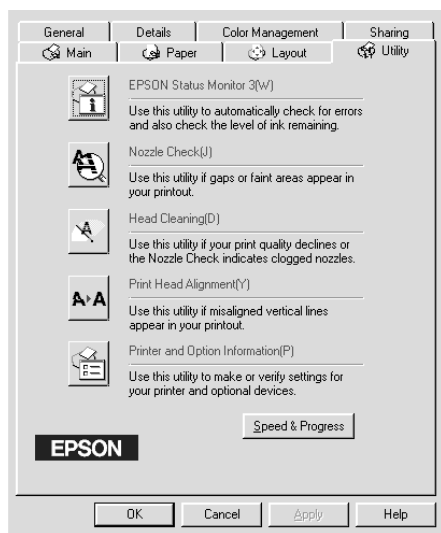 General Details Color Management Sharing
Main Paper Layout Utility
EPSON Status Monitor 3(W)
Use this utility to automatically check for errors
and also check the level of ink remaining.
Nozzle Check(J)
Use this utility if gaps or faint areas appear in
your printout.
Head Cleaning(D)
Use this utility if your print quality declines or
the Nozzle Check indicates clogged nozzles.
Print Head Alignment(Y)
Use this utility if misaligned vertical lines
appear in your printout.
Printer and Option Information(P)
Use this utility to make or verify settings for
your printer and optional devices.
Speed & Progress
EPSON
OK Cancel Apply Help